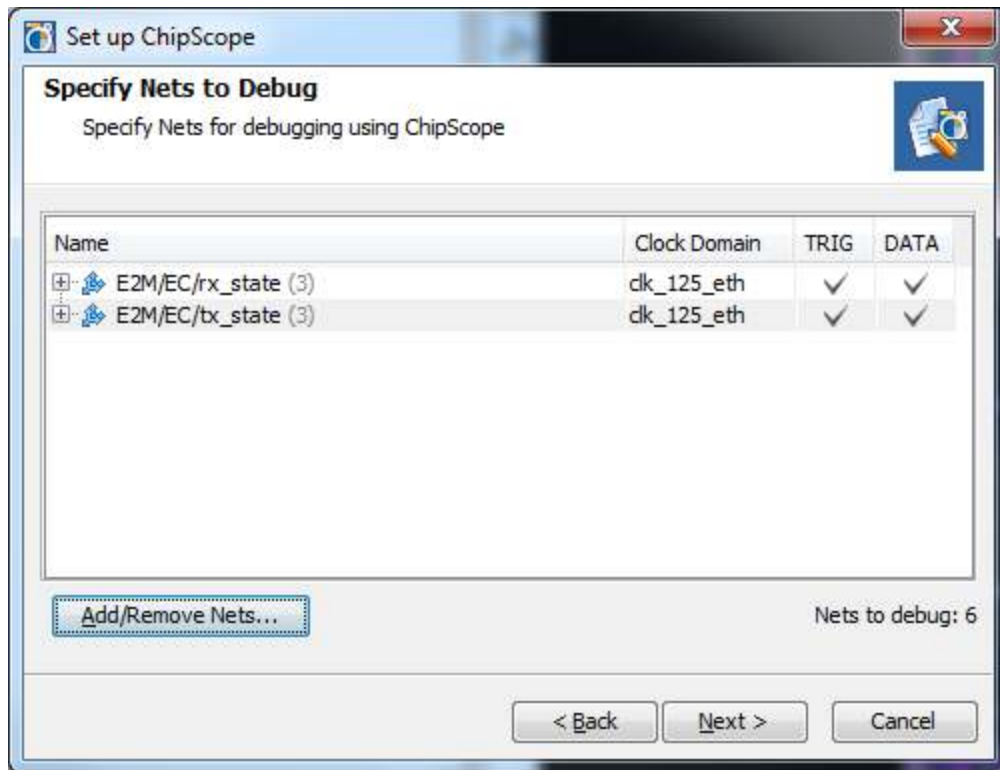 Set up ChipScope
Specify Nets to Debug
Specify Nets for debugging using ChipScope
Name Clock Domain TRIG DATA
E2M/EC/rx_state (3) clk_125_eth
E2M/EC/tx_state (3) clk_125_eth
Add/Remove Nets... Nets to debug: 6
< Back Next > Cancel